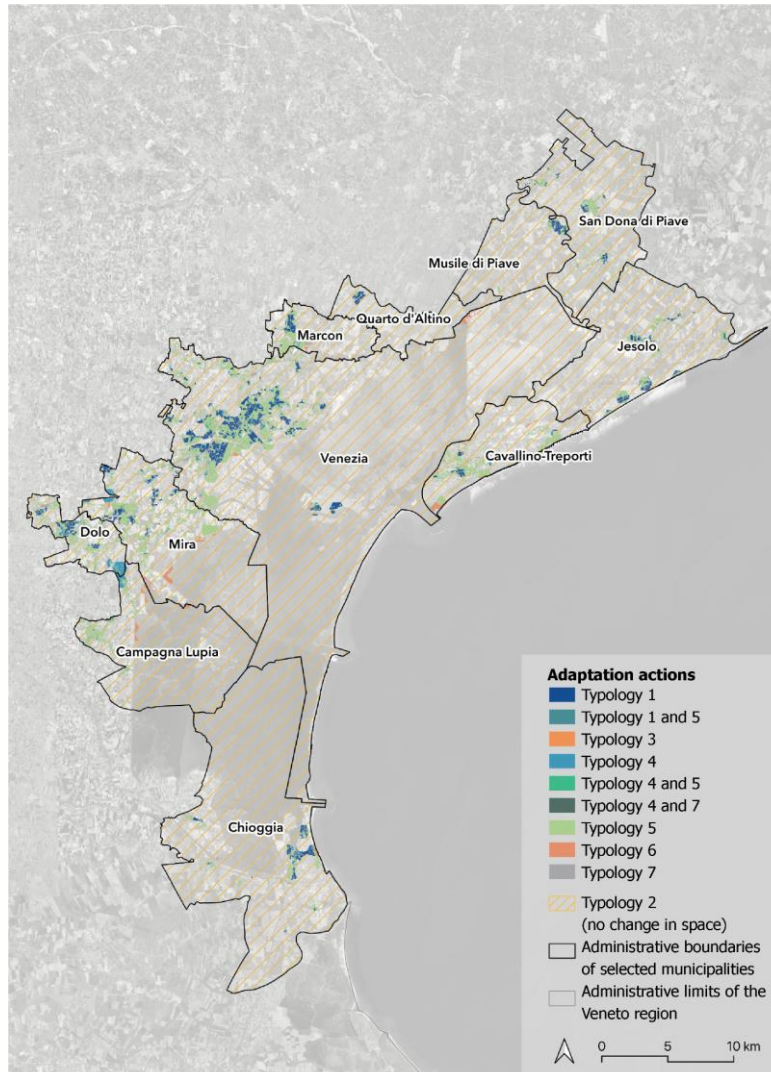 San Dona di Piave
Musile di Piave
Quarto d'Altino
Marcon
Jesolo
Venezia
Cavallino-Treporti
Dolo
Mira
Campagna Lupia
Chioggia
Adaptation actions
Typology 1
Typology 1 and 5
Typology 3
Typology 4
Typology 4 and 5
Typology 4 and 7
Typology 5
Typology 6
Typology 7
Typology 2
(no change in space)
Administrative boundaries
of selected municipalities
Administrative limits of the
Veneto region
0 5 10 km